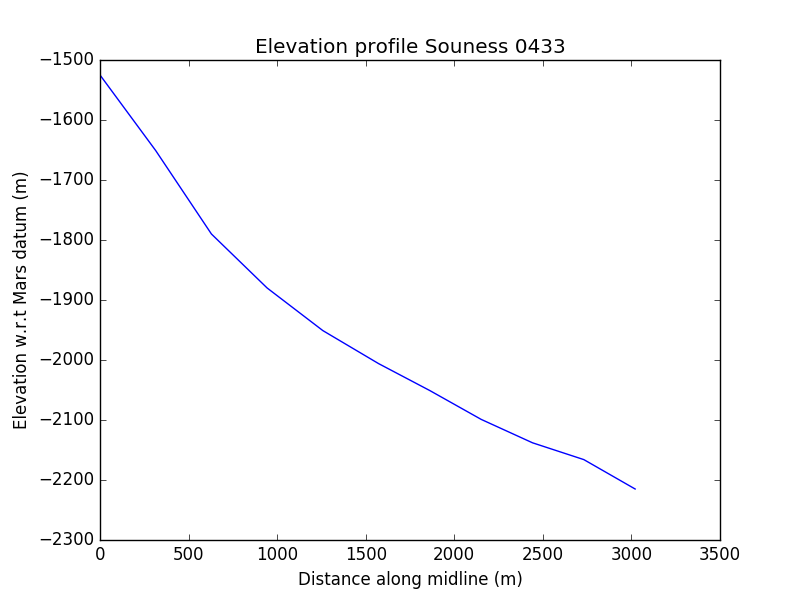 Elevation profile Souness 0433
−1500
−1600
−1700
−1800
−1900
−2000
−2100
−2200
−2300
Elevation w.r.t Mars datum (m)
0 500 1000 1500 2000 2500 3000 3500
Distance along midline (m)